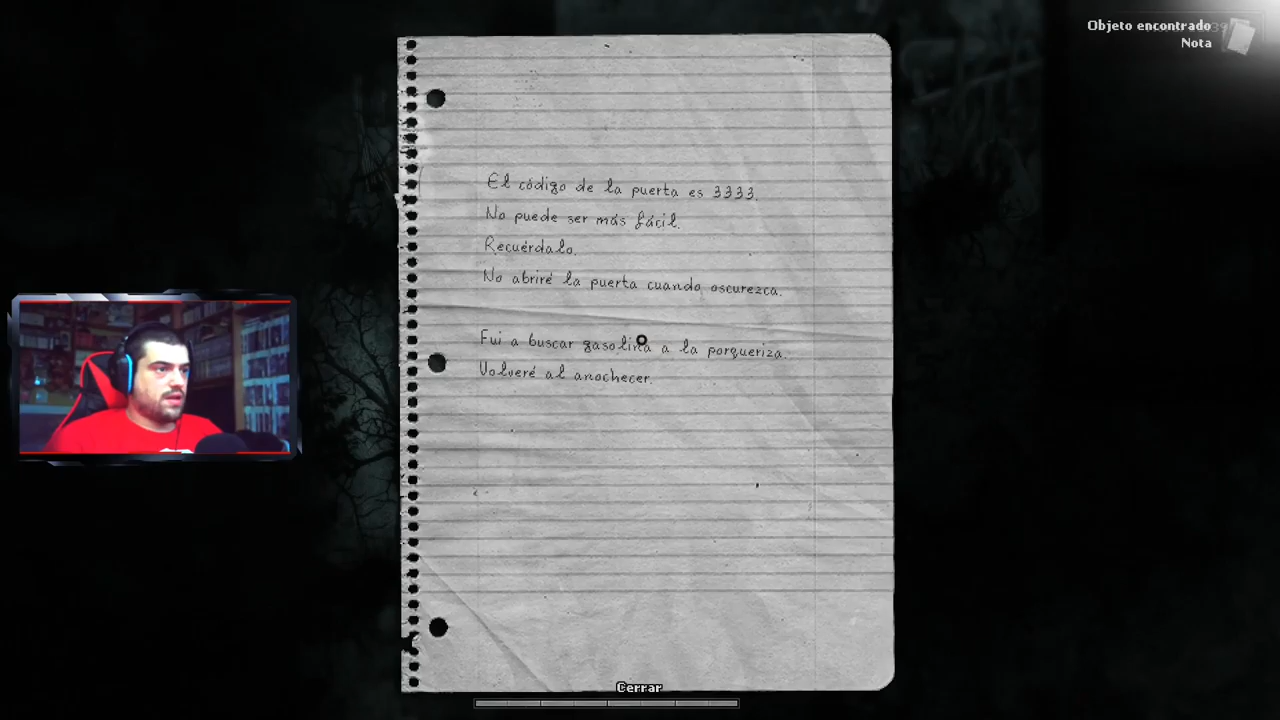 Objeto encontrado
Nota
El código de la puerta es 3333.
No puede ser más fácil.
Recuérdalo.
No abriré la puerta cuando oscurezca.
Fui a buscar gasolina a la porqueriza.
Volveré al anochecer.
Cerrar